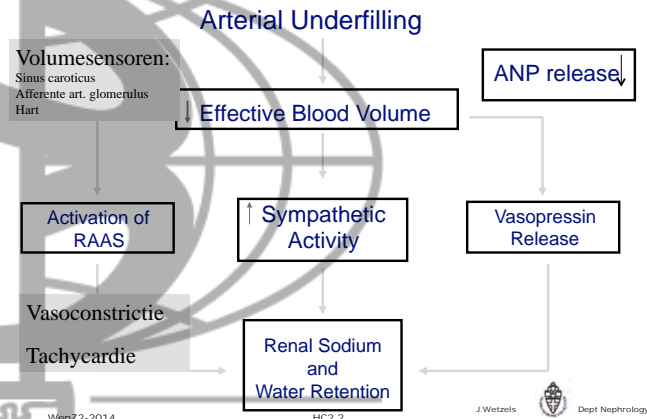 Arterial Underfilling
Volumesensoren:
Sinus caroticus
Afferente art. glomerulus
Hart
ANP release
Effective Blood Volume
Activation of
RAAS
Sympathetic
Activity
Vasopressin
Release
Vasoconstrictie
Tachycardie
Renal Sodium
and
Water Retention
WenZ2-2014
HC2.2
J.Wetzels
Dept Nephrology